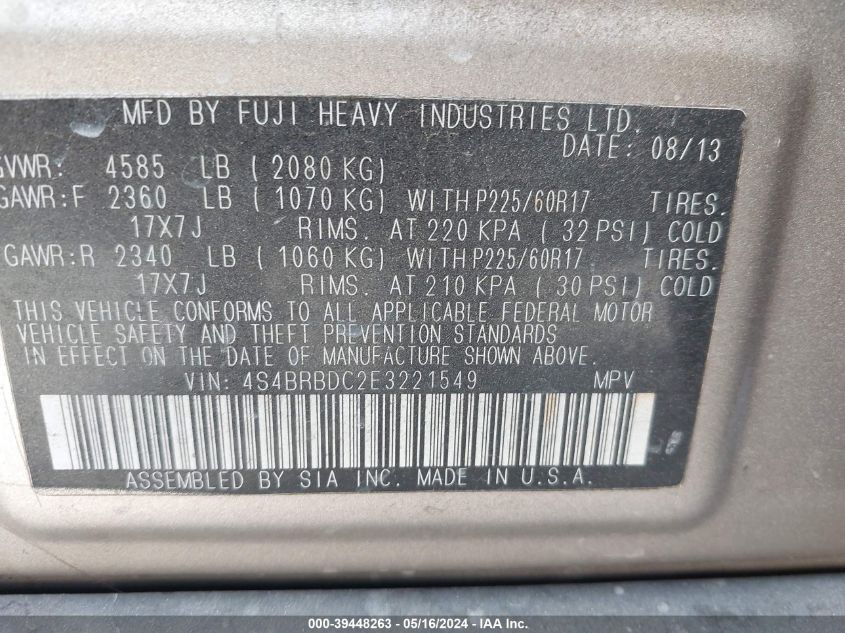 MFD BY FUJI HEAVY INDUSTRIES LTD.
DATE: 08/13
GVWR: 4585 LB ( 2080 KG)
GAWR:F 2360 LB ( 1070 KG) WITH P225/60R17 TIRES.
17X7J RIMS. AT 220 KPA ( 32 PSI) COLD
GAWR:R 2340 LB ( 1060 KG) WITH P225/60R17 TIRES.
17X7J RIMS. AT 210 KPA ( 30 PSI) COLD
THIS VEHICLE CONFORMS TO ALL APPLICABLE FEDERAL MOTOR
VEHICLE SAFETY AND THEFT PREVENTION STANDARDS
IN EFFECT ON THE DATE OF MANUFACTURE SHOWN ABOVE.
VIN: 4S4BRBDC2E3221549 MPV
ASSEMBLED BY SIA INC. MADE IN U.S.A.
000-39448263 - 05/16/2024 - IAAI.com